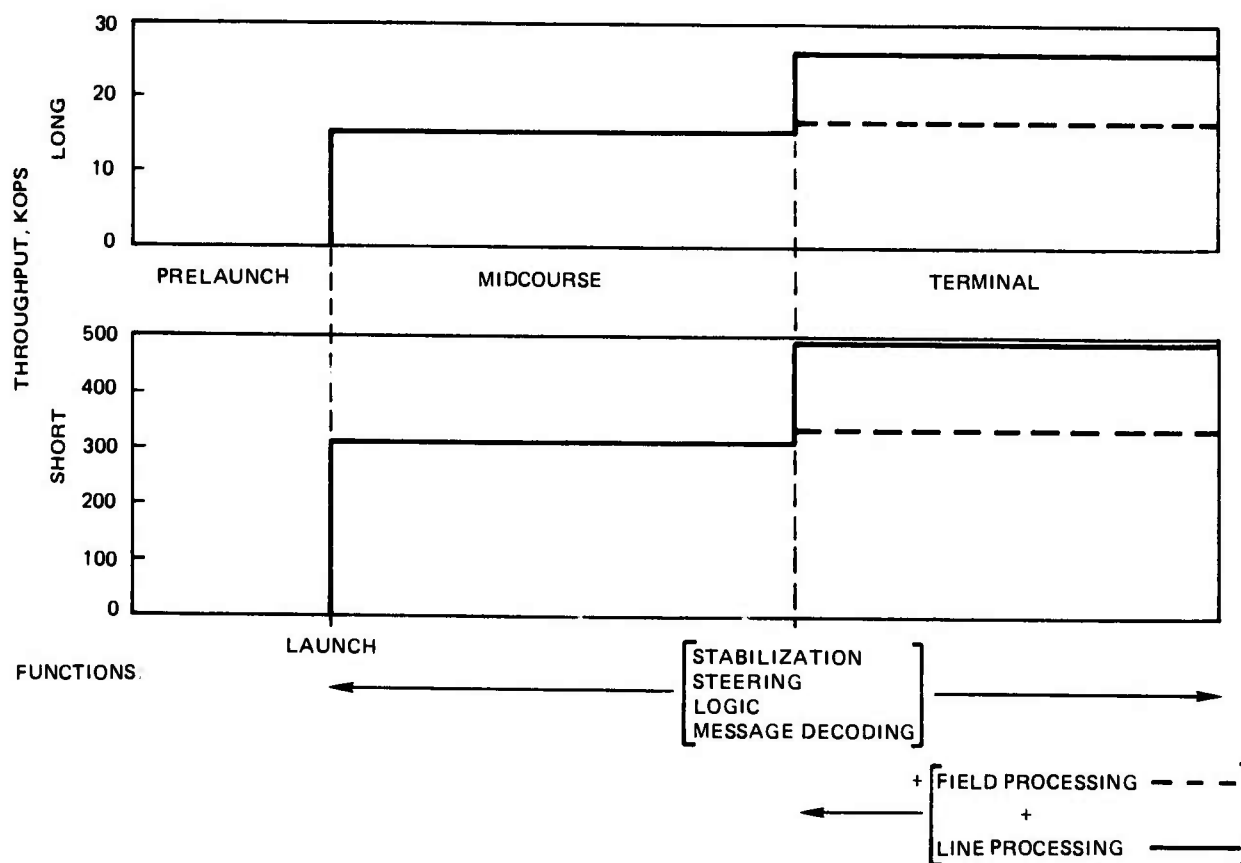 THROUGHPUT, KOPS
LONG
30
20
10
0
PRELAUNCH MIDCOURSE TERMINAL
SHORT
500
400
300
200
100
0
LAUNCH
FUNCTIONS:
STABILIZATION
STEERING
LOGIC
MESSAGE DECODING
+ FIELD PROCESSING
+
LINE PROCESSING